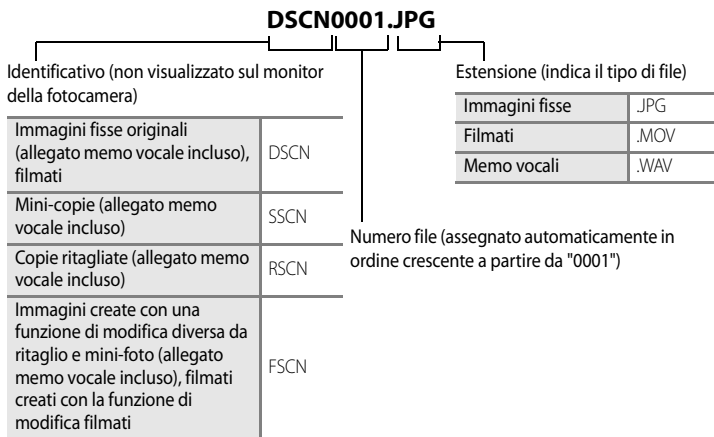 DSCN0001.JPG
Identificativo (non visualizzato sul monitor
della fotocamera)
Immagini fisse originali
(allegato memo vocale incluso),
filmati
DSCN
Mini-copie (allegato memo
vocale incluso)
SSCN
Copie ritagliate (allegato memo
vocale incluso)
RSCN
Immagini create con una
funzione di modifica diversa da
ritaglio e mini-foto (allegato
memo vocale incluso), filmati
creati con la funzione di
modifica filmati
FSCN
Estensione (indica il tipo di file)
Immagini fisse .JPG
Filmati .MOV
Memo vocali .WAV
Numero file (assegnato automaticamente in
ordine crescente a partire da "0001")